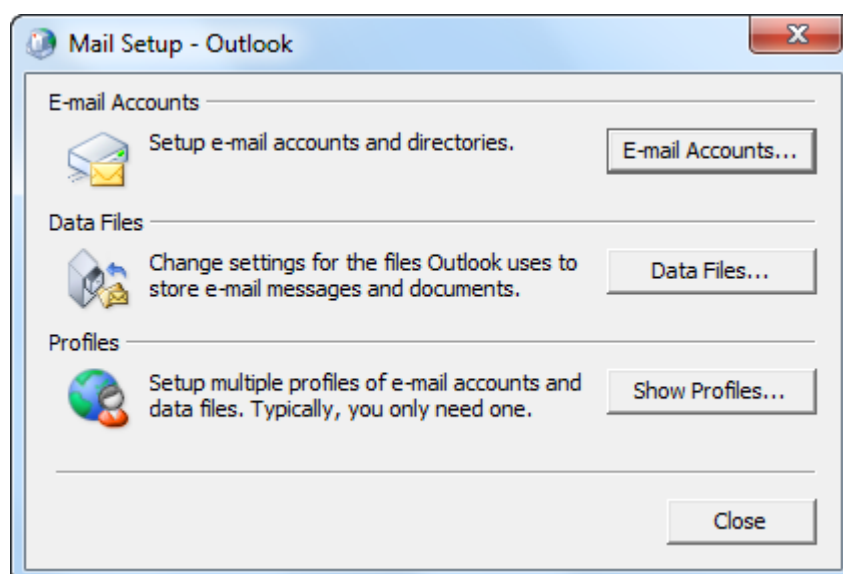 Mail Setup - Outlook
E-mail Accounts
Setup e-mail accounts and directories.
E-mail Accounts...
Data Files
Change settings for the files Outlook uses to
store e-mail messages and documents.
Data Files...
Profiles
Setup multiple profiles of e-mail accounts and
data files. Typically, you only need one.
Show Profiles...
Close